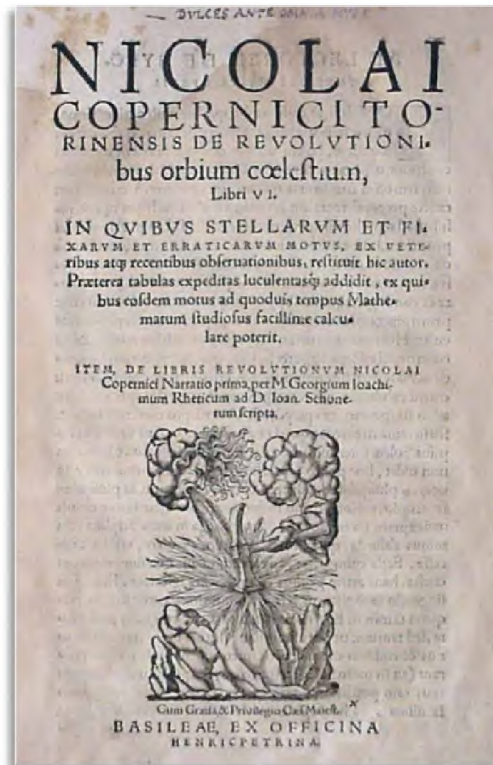 DVLCES ANTE OMNIA
NICOLAI
COPERNICI TO-
RINENSIS DE REVOLVTIONI-
bus orbium cœlestium,
Libri VI.
IN QVIBVS STELLARVM ET FI-
XARVM ET ERRATICARVM MOTVS, EX VETE-
ribus atq; recentibus obseruationibus, restituit hic autor.
Præterea tabulas expeditas luculentasq; addidit, ex qui-
bus eosdem motus ad quoduis tempus Mathe-
matum studiosus facillime calcu-
lare poterit.
ITEM, DE LIBRIS REVOLVTIONVM NICOLAI
Copernici Narratio prima, per M. Georgium Ioachi-
mum Rheticum ad D. Ioan. Schone-
rum scripta.
Cum Gratia & Priuilegio Cæs. Maiest.
BASILEAE, EX OFFICINA
HENRICPETRINA.